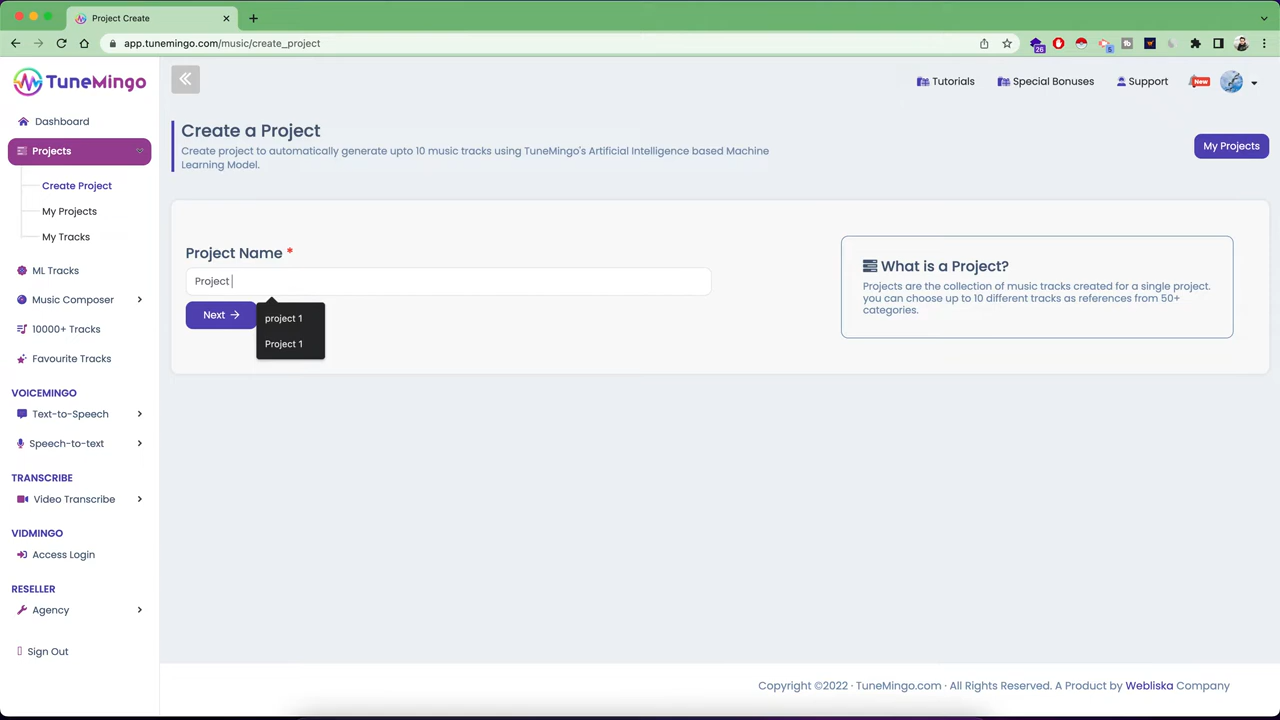 Project Create
app.tunemingo.com/music/create_project
26
5
TuneMingo
Tutorials
Special Bonuses
Support
New
Dashboard
Projects
Create Project
My Projects
My Tracks
ML Tracks
Music Composer
10000+ Tracks
Favourite Tracks
VOICEMINGO
Text-to-Speech
Speech-to-text
TRANSCRIBE
Video Transcribe
VIDMINGO
Access Login
RESELLER
Agency
Sign Out
Create a Project
Create project to automatically generate upto 10 music tracks using TuneMingo's Artificial Intelligence based Machine
Learning Model.
My Projects
Project Name *
Project
Next →
project 1
Project 1
What is a Project?
Projects are the collection of music tracks created for a single project.
you can choose up to 10 different tracks as references from 50+
categories.
Copyright ©2022 · TuneMingo.com · All Rights Reserved. A Product by Webliska Company